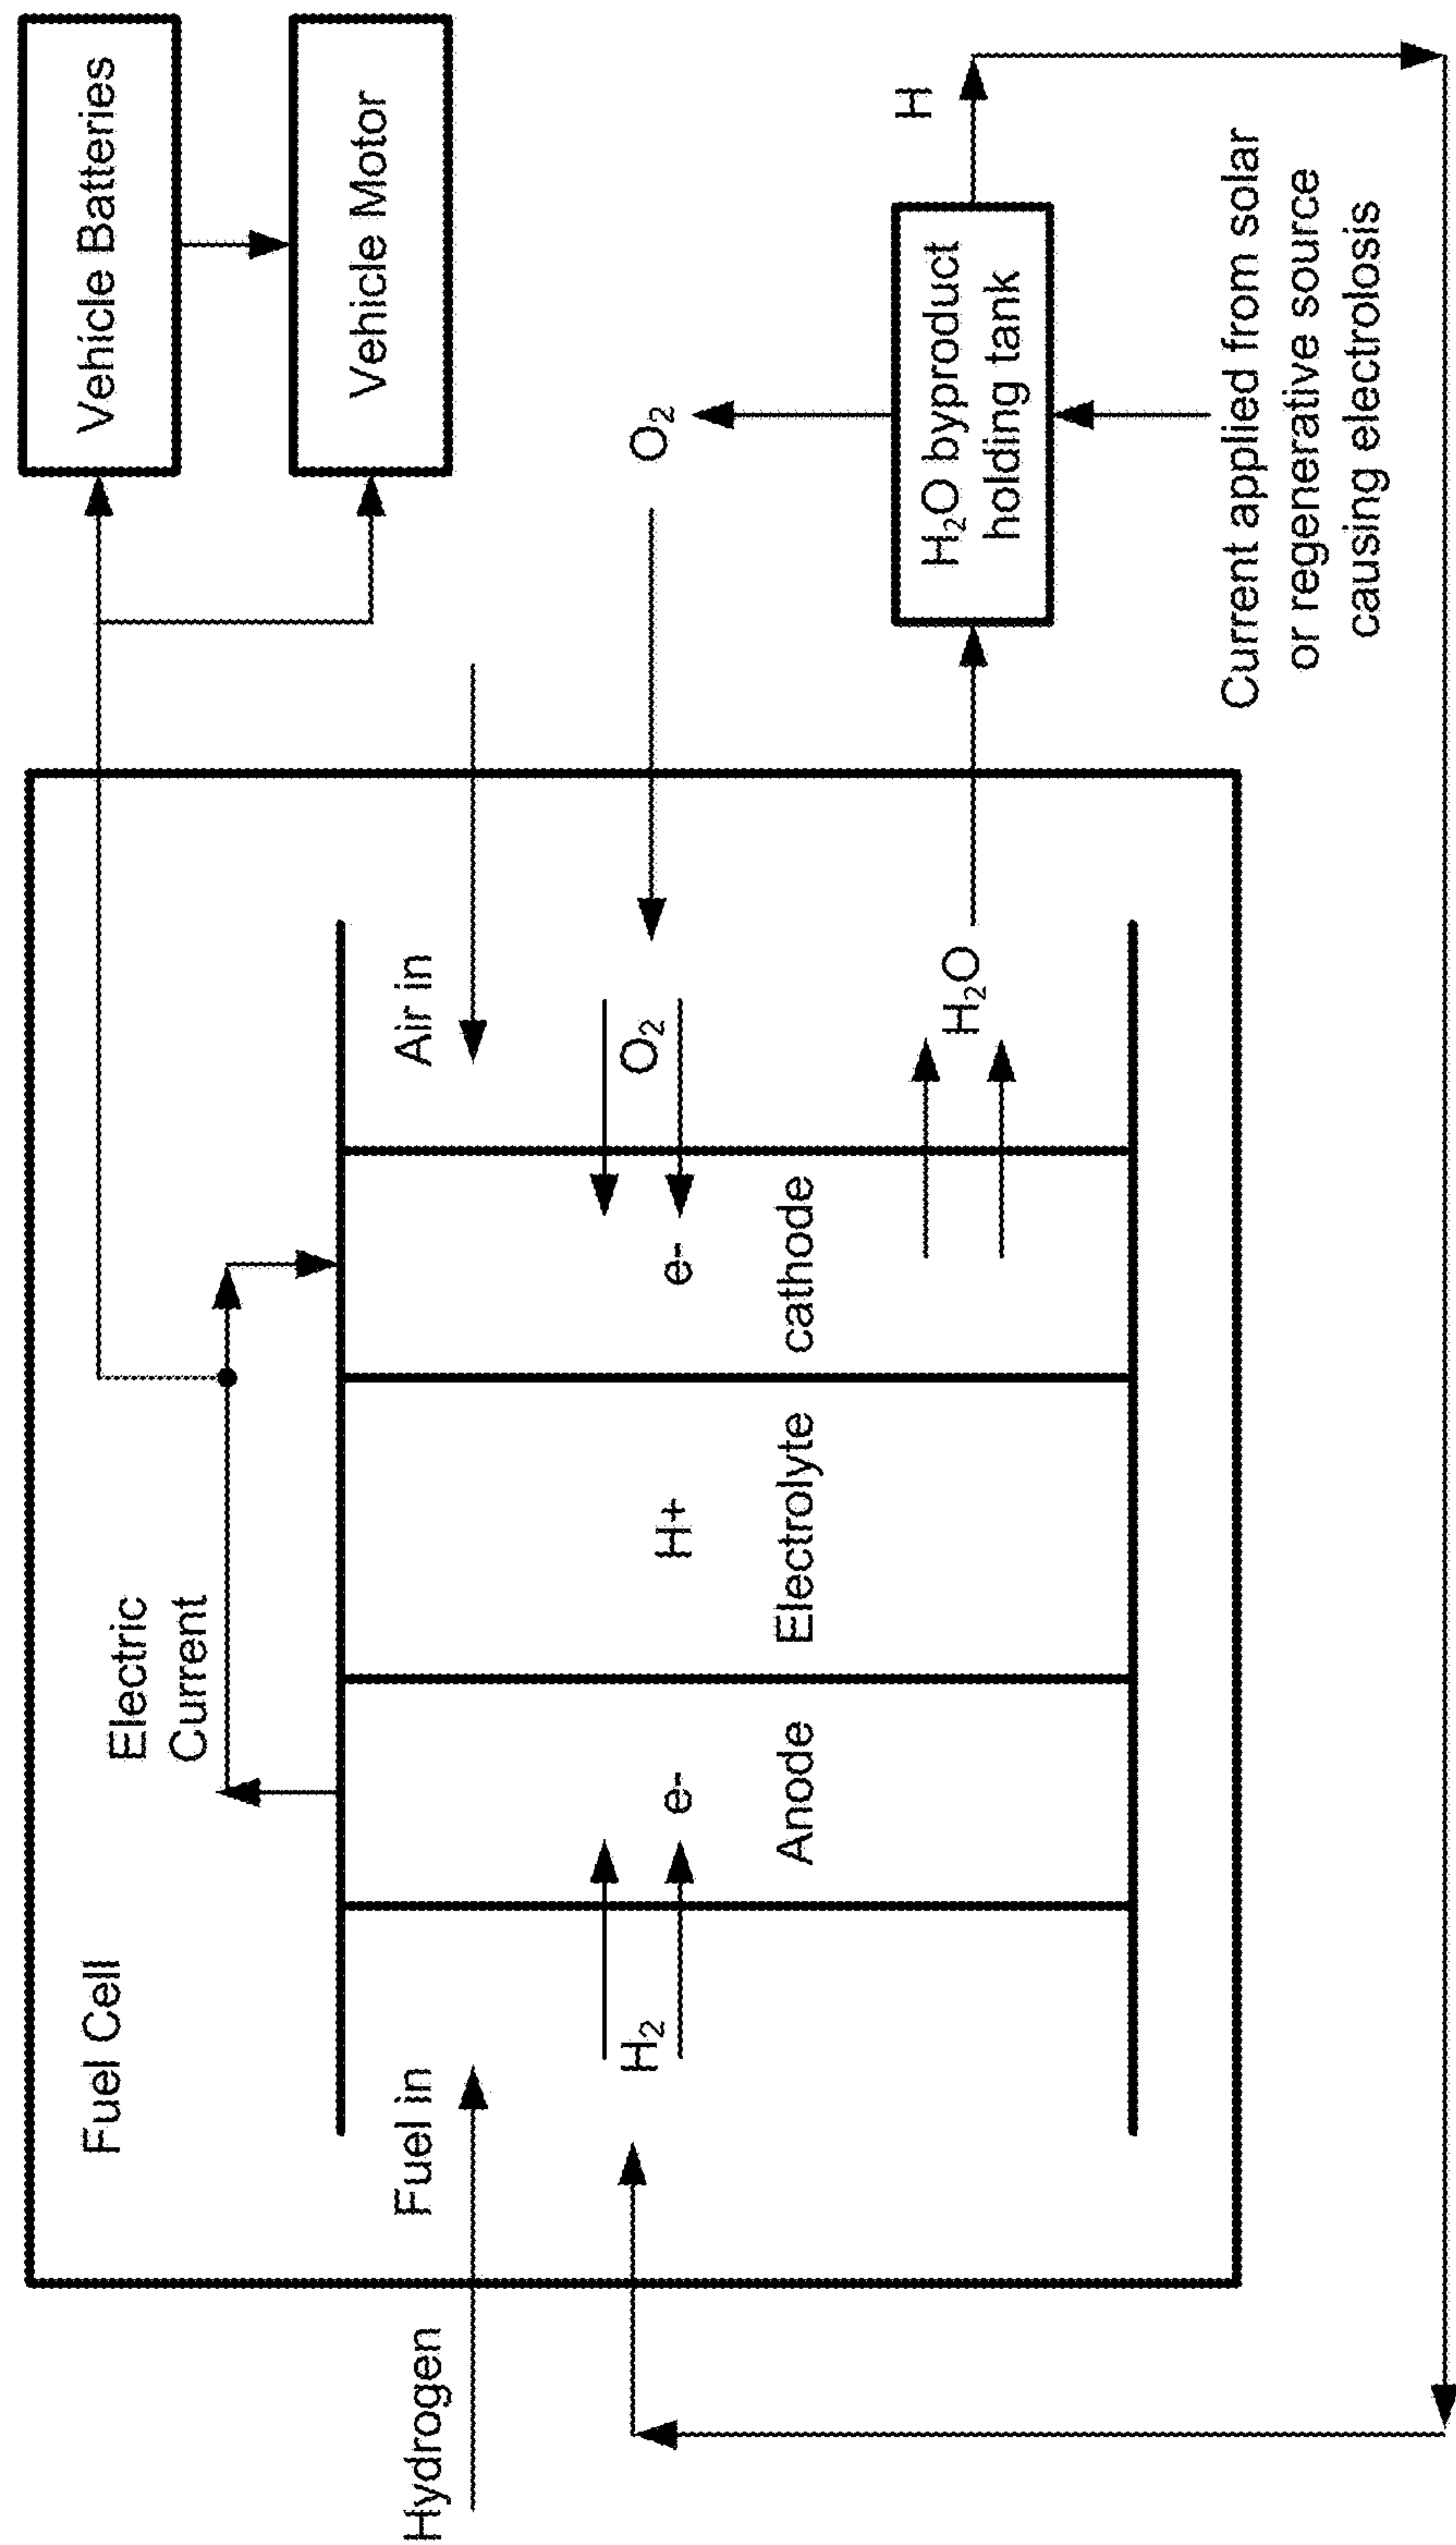 Fuel Cell
Electric
Current
Vehicle Batteries
Vehicle Motor
Hydrogen
Fuel in
Air in
H₂
O₂
O₂
e-
H+
e-
Anode
Electrolyte
cathode
H₂O
H₂O byproduct
holding tank
H
Current applied from solar
or regenerative source
causing electrolosis